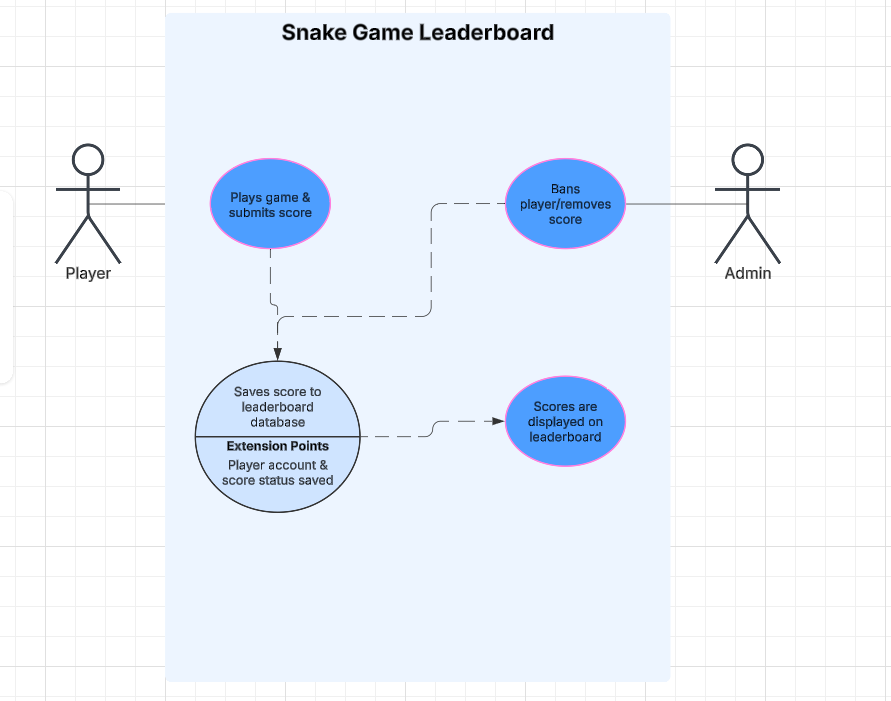 Snake Game Leaderboard
Plays game &
submits score
Bans
player/removes
score
Player
Admin
Saves score to
leaderboard
database
Extension Points
Player account &
score status saved
Scores are
displayed on
leaderboard